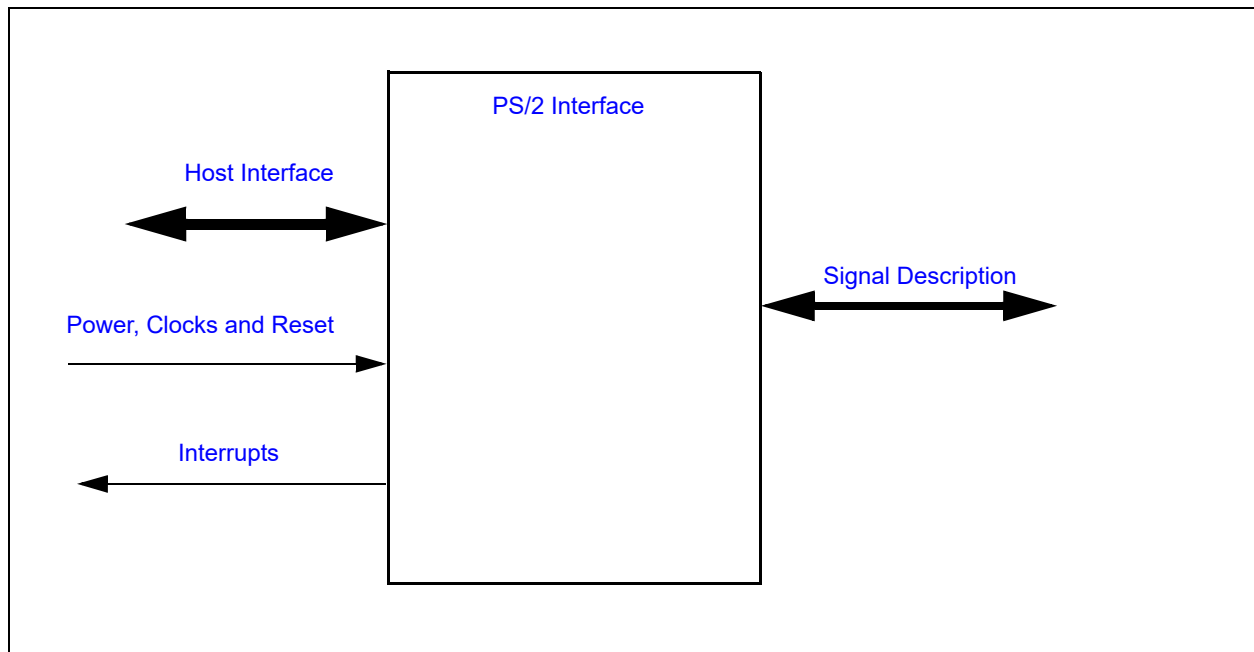 PS/2 Interface
Host Interface
Signal Description
Power, Clocks and Reset
Interrupts